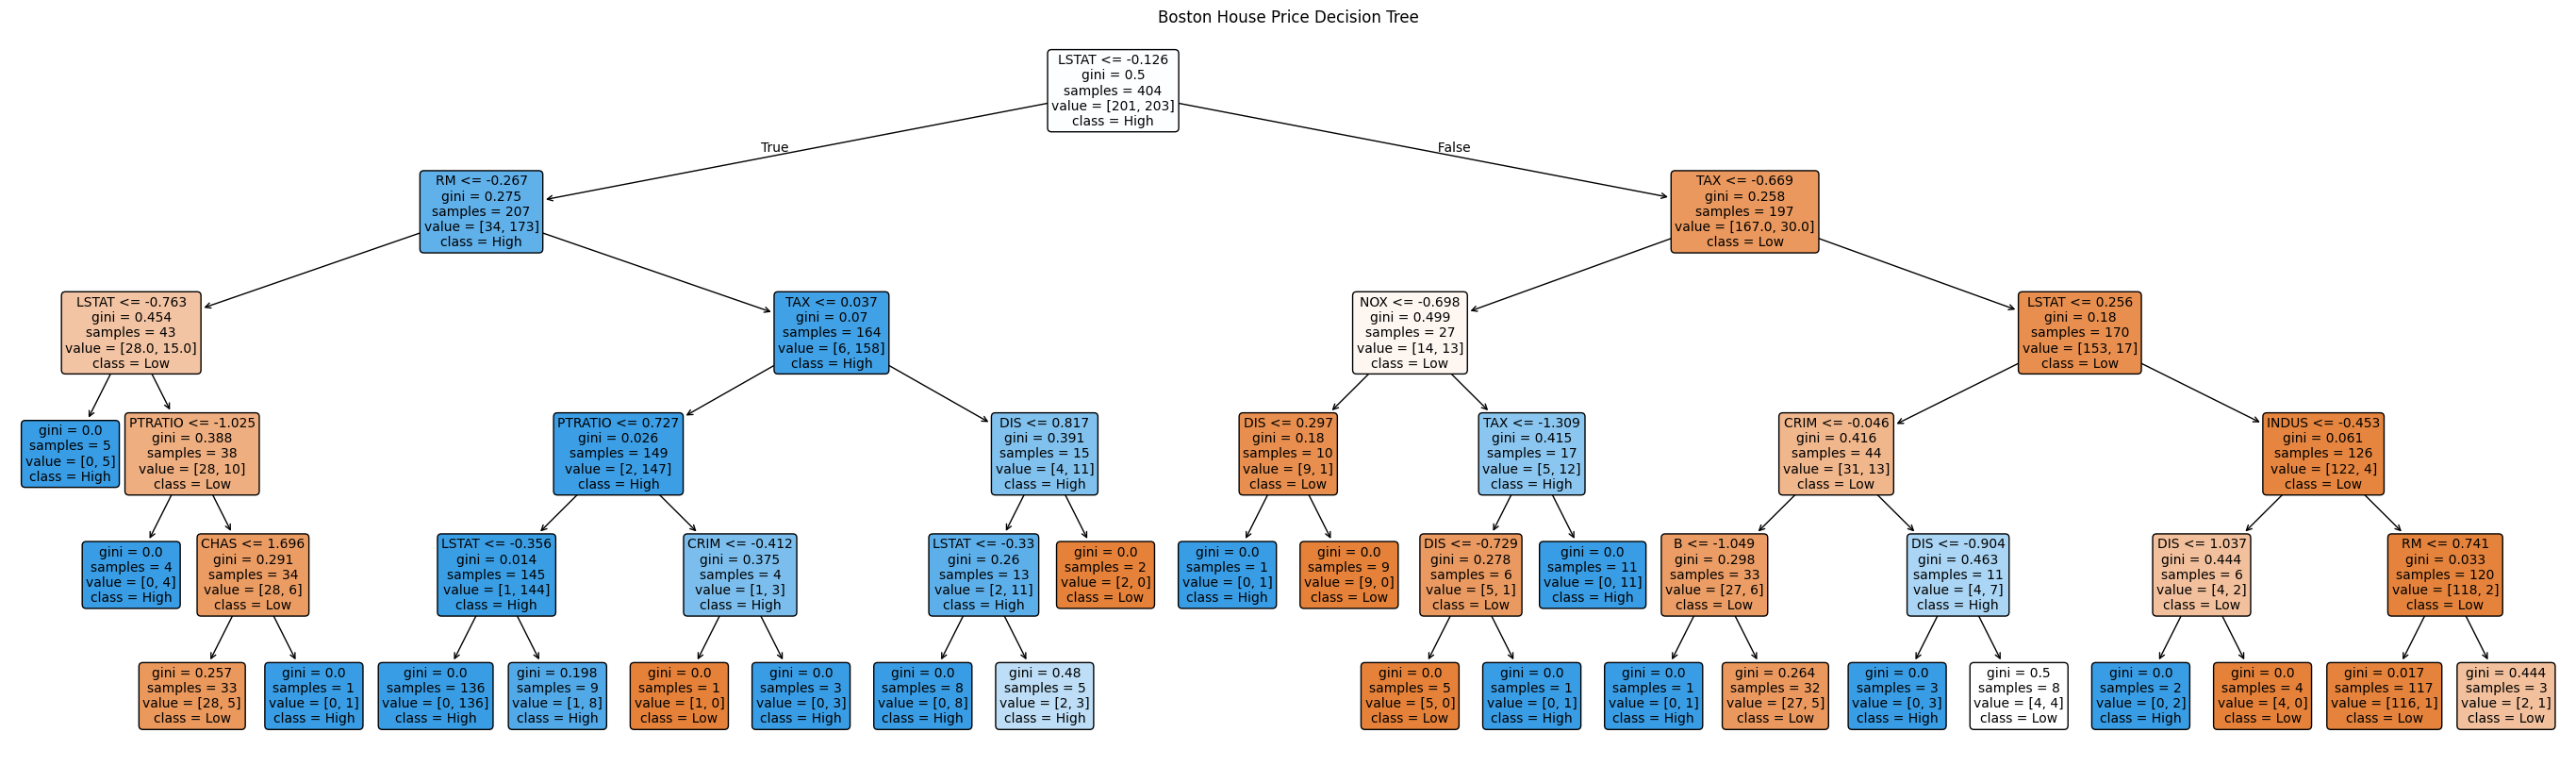 Boston House Price Decision Tree
LSTAT <= -0.126
gini = 0.5
samples = 404
value = [201, 203]
class = High
True
False
RM <= -0.267
gini = 0.275
samples = 207
value = [34, 173]
class = High
TAX <= -0.669
gini = 0.258
samples = 197
value = [167.0, 30.0]
class = Low
LSTAT <= -0.763
gini = 0.454
samples = 43
value = [28.0, 15.0]
class = Low
TAX <= 0.037
gini = 0.07
samples = 164
value = [6, 158]
class = High
NOX <= -0.698
gini = 0.499
samples = 27
value = [14, 13]
class = Low
LSTAT <= 0.256
gini = 0.18
samples = 170
value = [153, 17]
class = Low
gini = 0.0
samples = 5
value = [0, 5]
class = High
PTRATIO <= -1.025
gini = 0.388
samples = 38
value = [28, 10]
class = Low
PTRATIO <= 0.727
gini = 0.026
samples = 149
value = [2, 147]
class = High
DIS <= 0.817
gini = 0.391
samples = 15
value = [4, 11]
class = High
DIS <= 0.297
gini = 0.18
samples = 10
value = [9, 1]
class = Low
TAX <= -1.309
gini = 0.415
samples = 17
value = [5, 12]
class = High
CRIM <= -0.046
gini = 0.416
samples = 44
value = [31, 13]
class = Low
INDUS <= -0.453
gini = 0.061
samples = 126
value = [122, 4]
class = Low
gini = 0.0
samples = 4
value = [0, 4]
class = High
CHAS <= 1.696
gini = 0.291
samples = 34
value = [28, 6]
class = Low
LSTAT <= -0.356
gini = 0.014
samples = 145
value = [1, 144]
class = High
CRIM <= -0.412
gini = 0.375
samples = 4
value = [1, 3]
class = High
LSTAT <= -0.33
gini = 0.26
samples = 13
value = [2, 11]
class = High
gini = 0.0
samples = 2
value = [2, 0]
class = Low
gini = 0.0
samples = 1
value = [0, 1]
class = High
gini = 0.0
samples = 9
value = [9, 0]
class = Low
DIS <= -0.729
gini = 0.278
samples = 6
value = [5, 1]
class = Low
gini = 0.0
samples = 11
value = [0, 11]
class = High
B <= -1.049
gini = 0.298
samples = 33
value = [27, 6]
class = Low
DIS <= -0.904
gini = 0.463
samples = 11
value = [4, 7]
class = High
DIS <= 1.037
gini = 0.444
samples = 6
value = [4, 2]
class = Low
RM <= 0.741
gini = 0.033
samples = 120
value = [118, 2]
class = Low
gini = 0.257
samples = 33
value = [28, 5]
class = Low
gini = 0.0
samples = 1
value = [0, 1]
class = High
gini = 0.0
samples = 136
value = [0, 136]
class = High
gini = 0.198
samples = 9
value = [1, 8]
class = High
gini = 0.0
samples = 1
value = [1, 0]
class = Low
gini = 0.0
samples = 3
value = [0, 3]
class = High
gini = 0.0
samples = 8
value = [0, 8]
class = High
gini = 0.48
samples = 5
value = [2, 3]
class = High
gini = 0.0
samples = 5
value = [5, 0]
class = Low
gini = 0.0
samples = 1
value = [0, 1]
class = High
gini = 0.0
samples = 1
value = [0, 1]
class = High
gini = 0.264
samples = 32
value = [27, 5]
class = Low
gini = 0.0
samples = 3
value = [0, 3]
class = High
gini = 0.5
samples = 8
value = [4, 4]
class = Low
gini = 0.0
samples = 2
value = [0, 2]
class = High
gini = 0.0
samples = 4
value = [4, 0]
class = Low
gini = 0.017
samples = 117
value = [116, 1]
class = Low
gini = 0.444
samples = 3
value = [2, 1]
class = Low